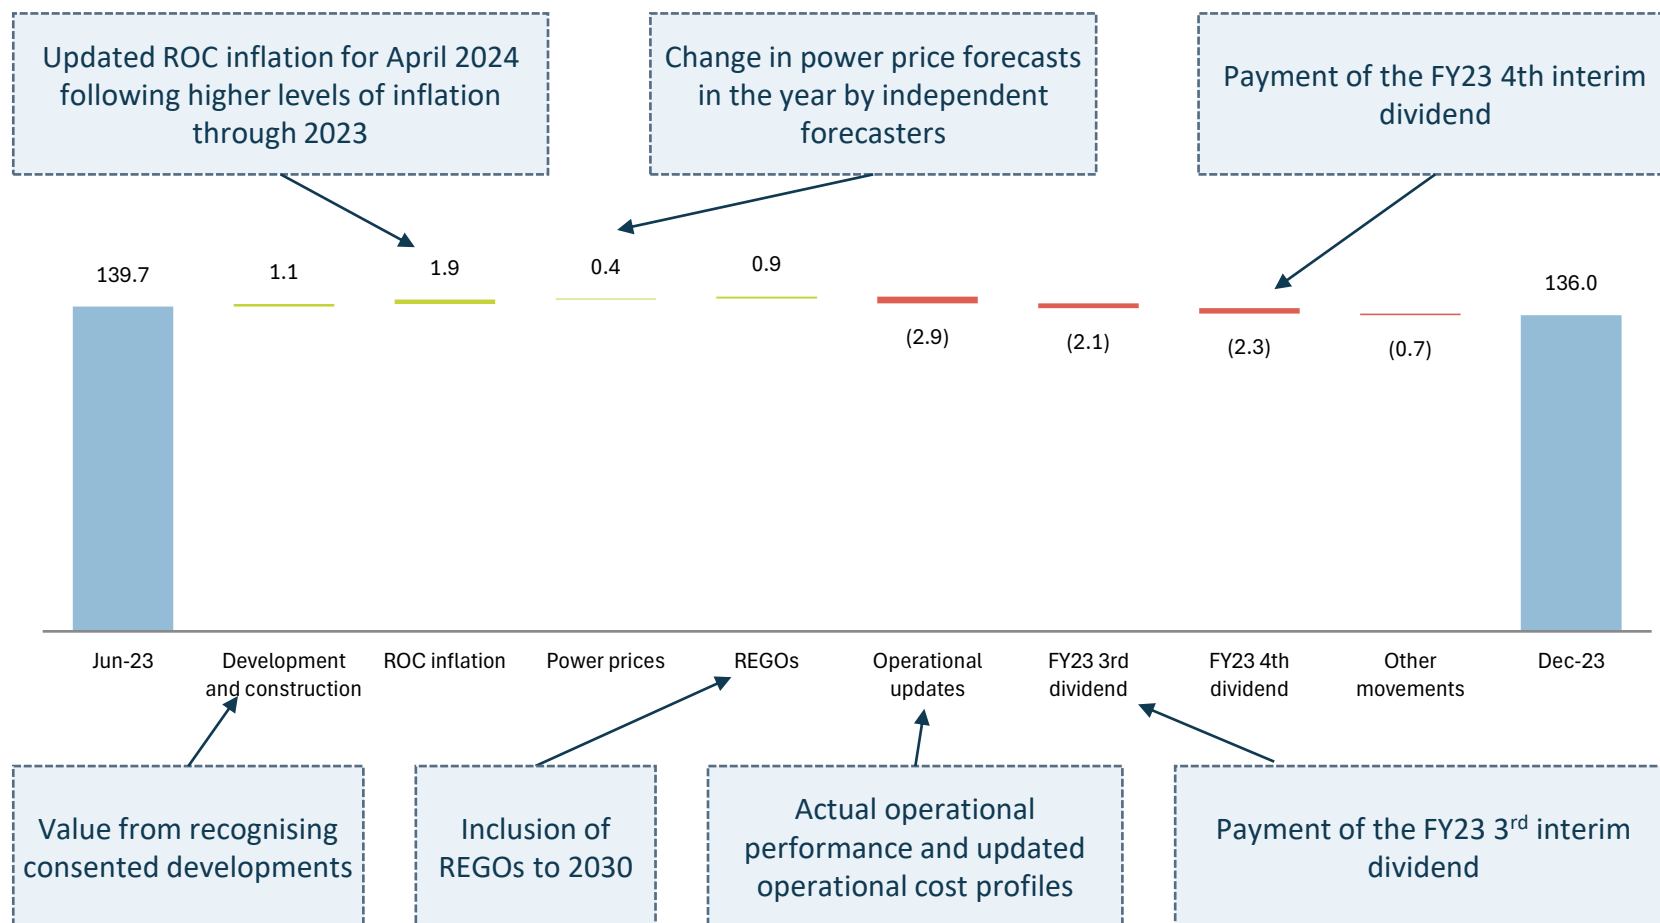 Updated ROC inflation for April 2024
following higher levels of inflation
through 2023
Change in power price forecasts
in the year by independent
forecasters
Payment of the FY23 4th interim
dividend
139.7
1.1
1.9
0.4
0.9
(2.9)
(2.1)
(2.3)
(0.7)
136.0
Jun-23
Development
and construction
ROC inflation
Power prices
REGOs
Operational
updates
FY23 3rd
dividend
FY23 4th
dividend
Other
movements
Dec-23
Value from recognising
consented developments
Inclusion of
REGOs to 2030
Actual operational
performance and updated
operational cost profiles
Payment of the FY23 3rd interim
dividend